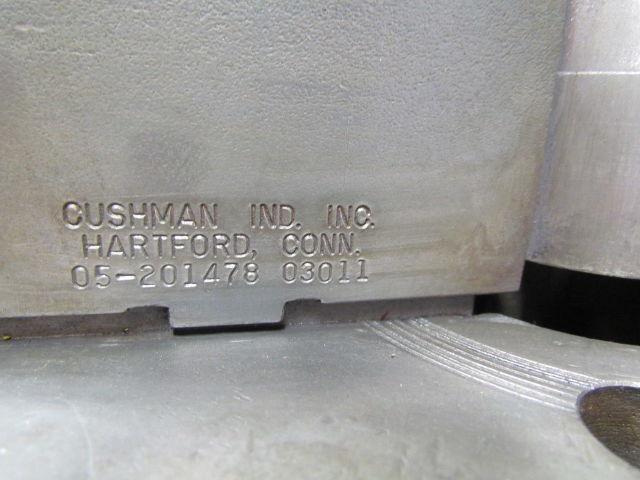 CUSHMAN IND. INC.
HARTFORD, CONN.
05-201478 03011